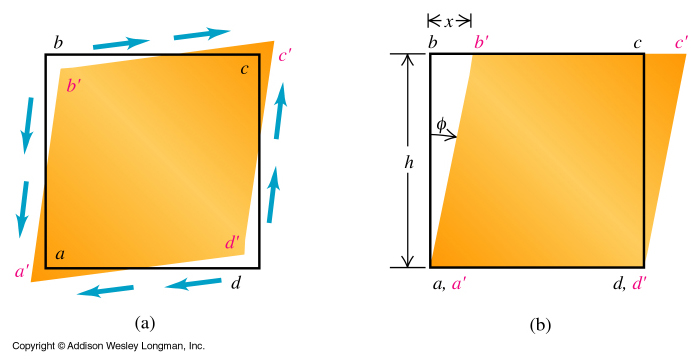 x
b c'
b b' c c'
c
b'
ϕ
h
a d'
a'
d
a, a' d, d'
(a) (b)
Copyright © Addison Wesley Longman, Inc.